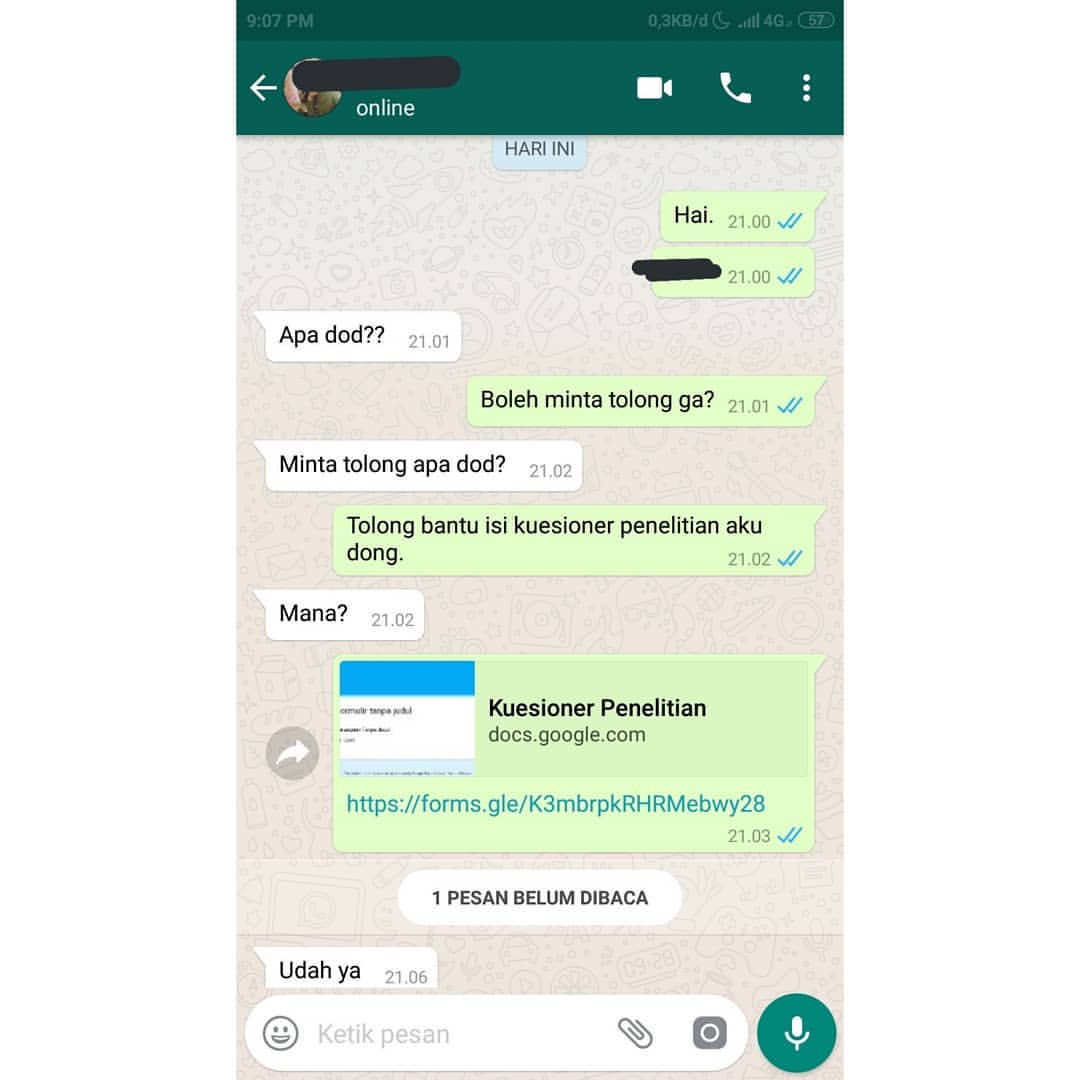 9:07 PM
0,3KB/d 4G 57
online
HARI INI
Hai. 21.00
21.00
Apa dod?? 21.01
Boleh minta tolong ga? 21.01
Minta tolong apa dod? 21.02
Tolong bantu isi kuesioner penelitian aku
dong. 21.02
Mana? 21.02
ormulir tanpa judul
Kuesioner Penelitian
docs.google.com
https://forms.gle/K3mbrpkRHRMebwy28
21.03
1 PESAN BELUM DIBACA
Udah ya 21.06
Ketik pesan